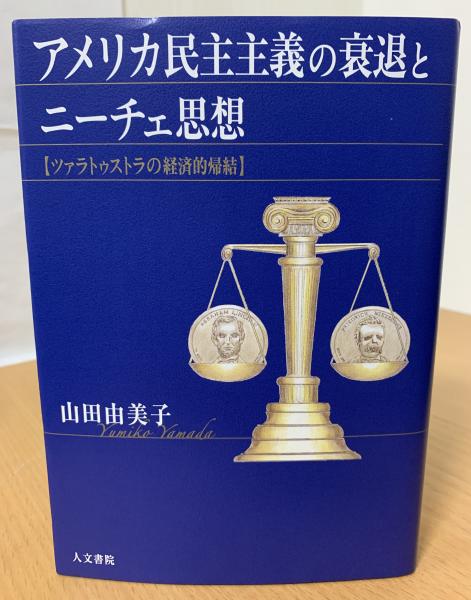 アメリカ民主主義の衰退と
ニーチェ思想
【ツァラトゥストラの経済的帰結】
ABRAHAM LINCOLN
FRIEDRICH NIETZSCHE
山田由美子
Yumiko Yamada
人文書院